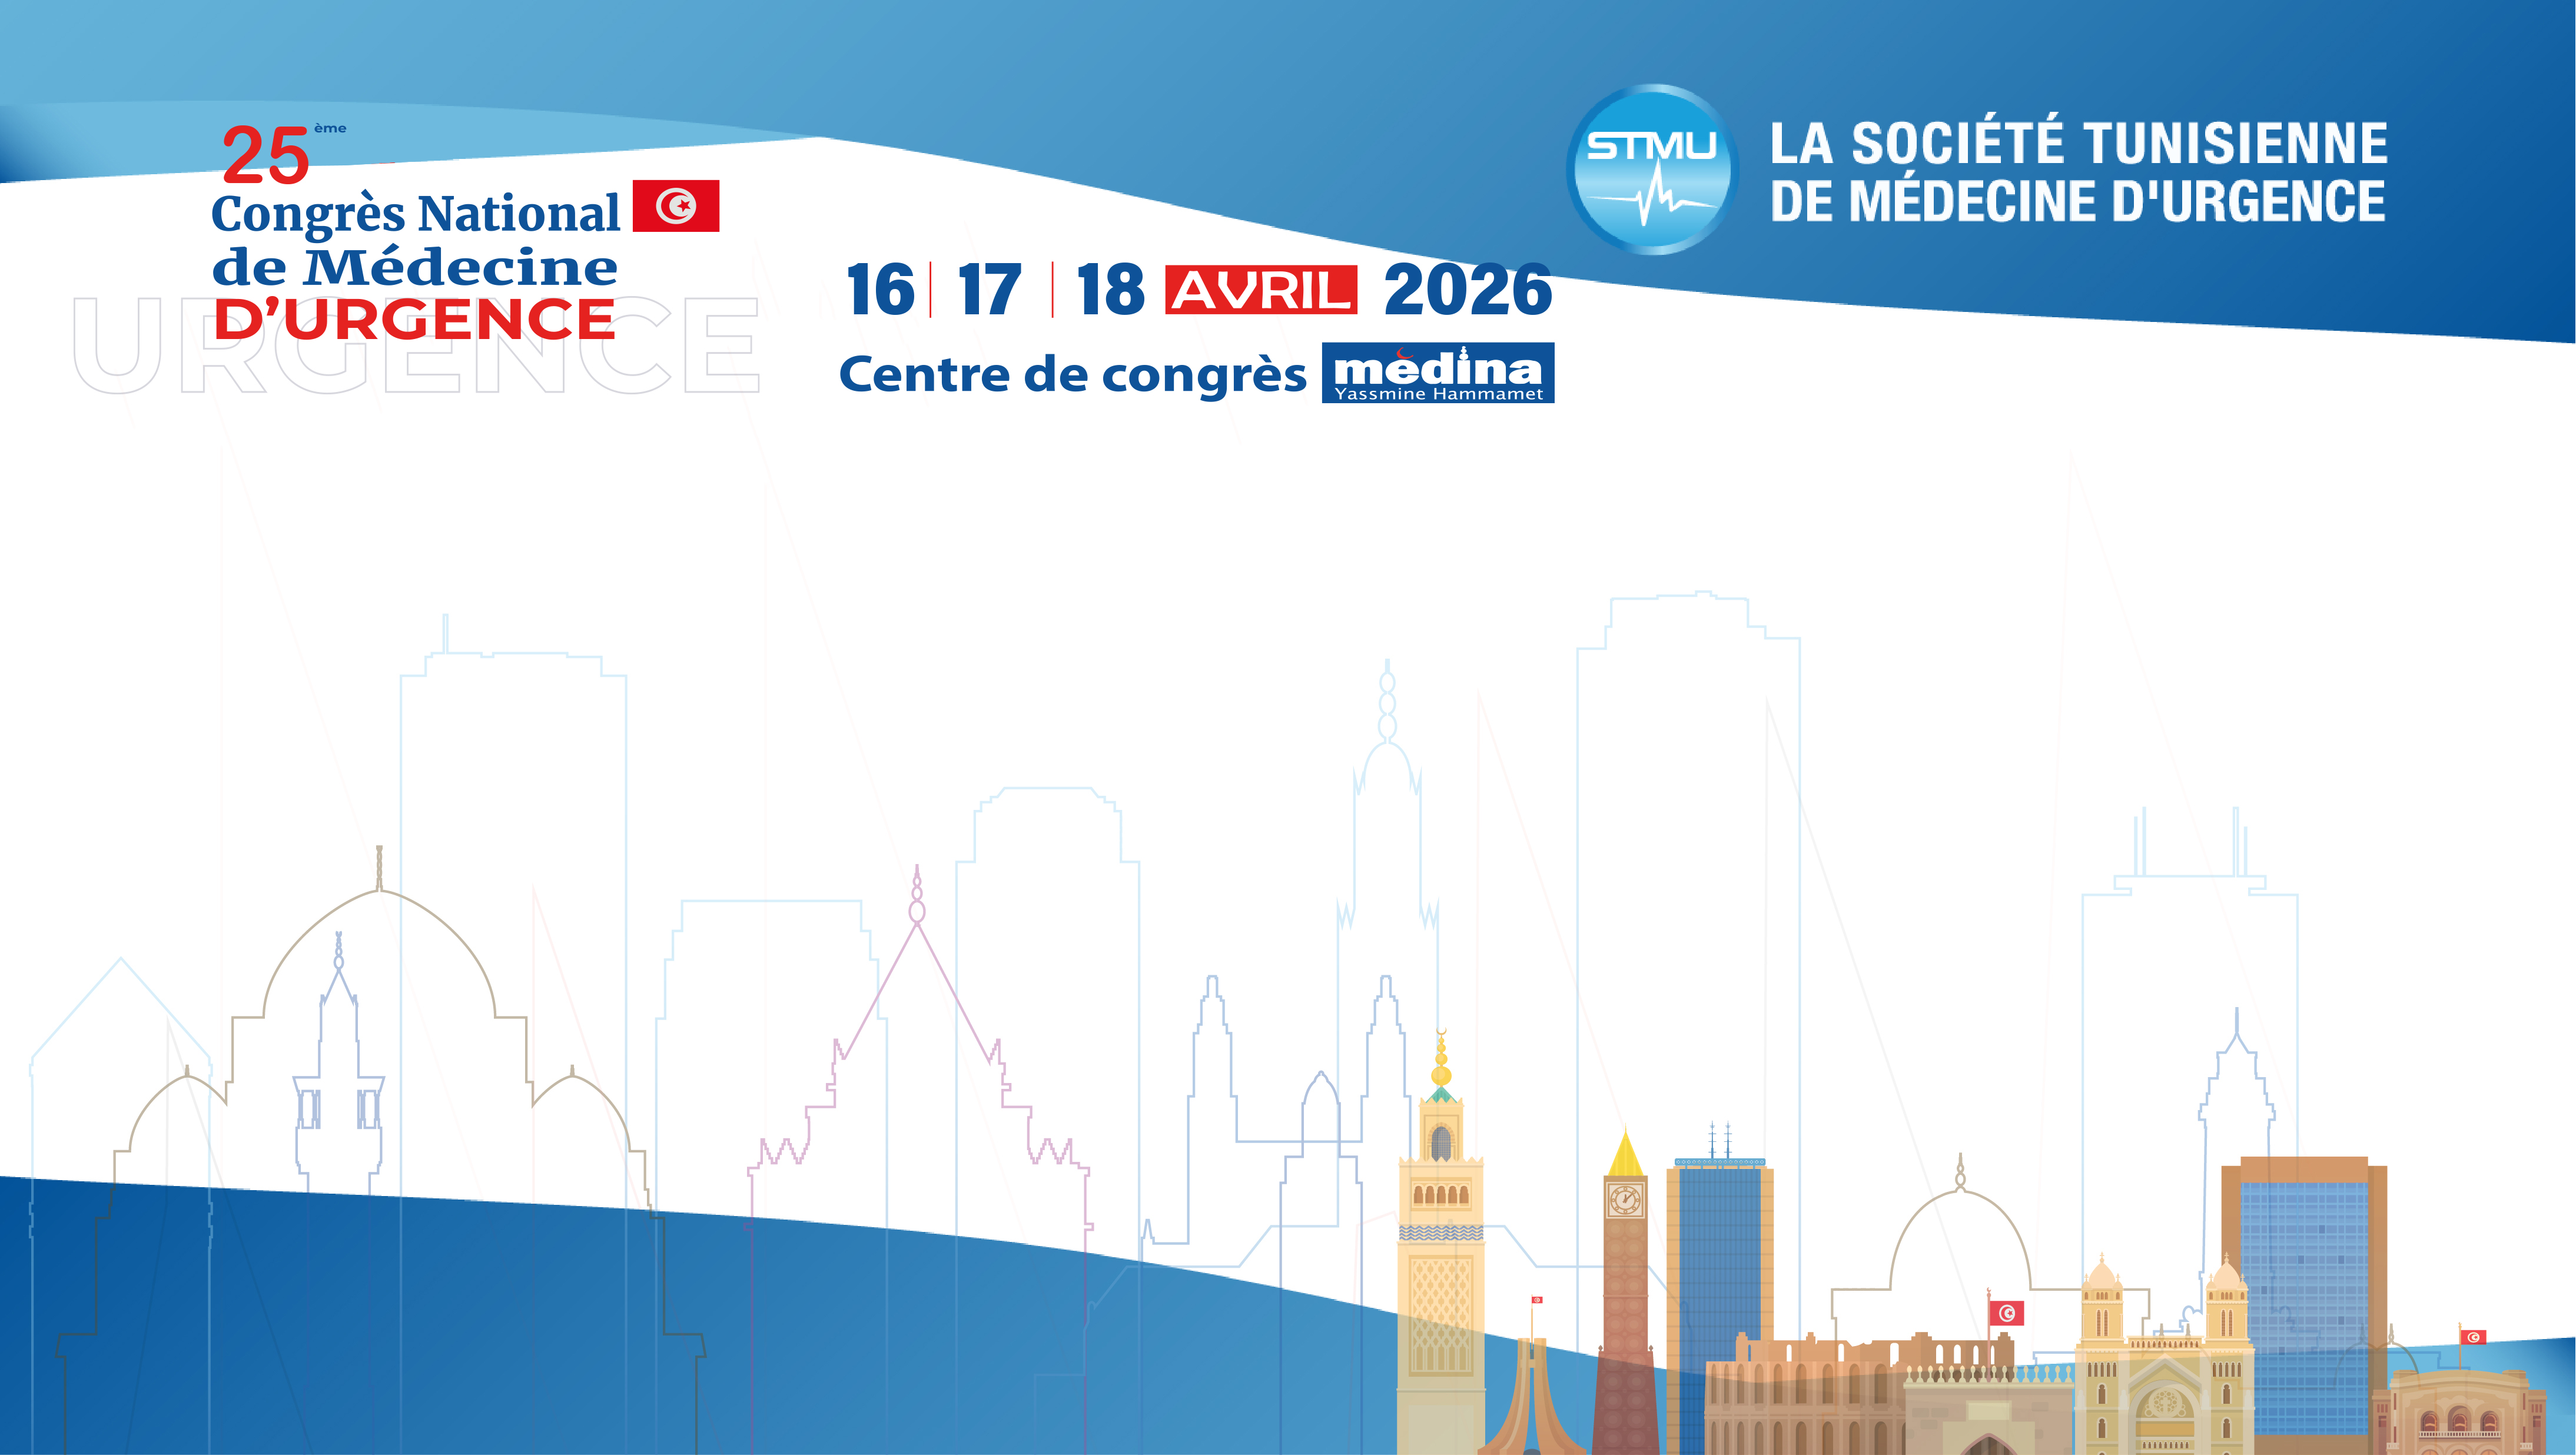 25ème
Congrès National
de Médecine
D'URGENCE
URGENCE
16 | 17 | 18 AVRIL 2026
Centre de congrès médina
Yassmine Hammamet
STMU
LA SOCIÉTÉ TUNISIENNE
DE MÉDECINE D'URGENCE